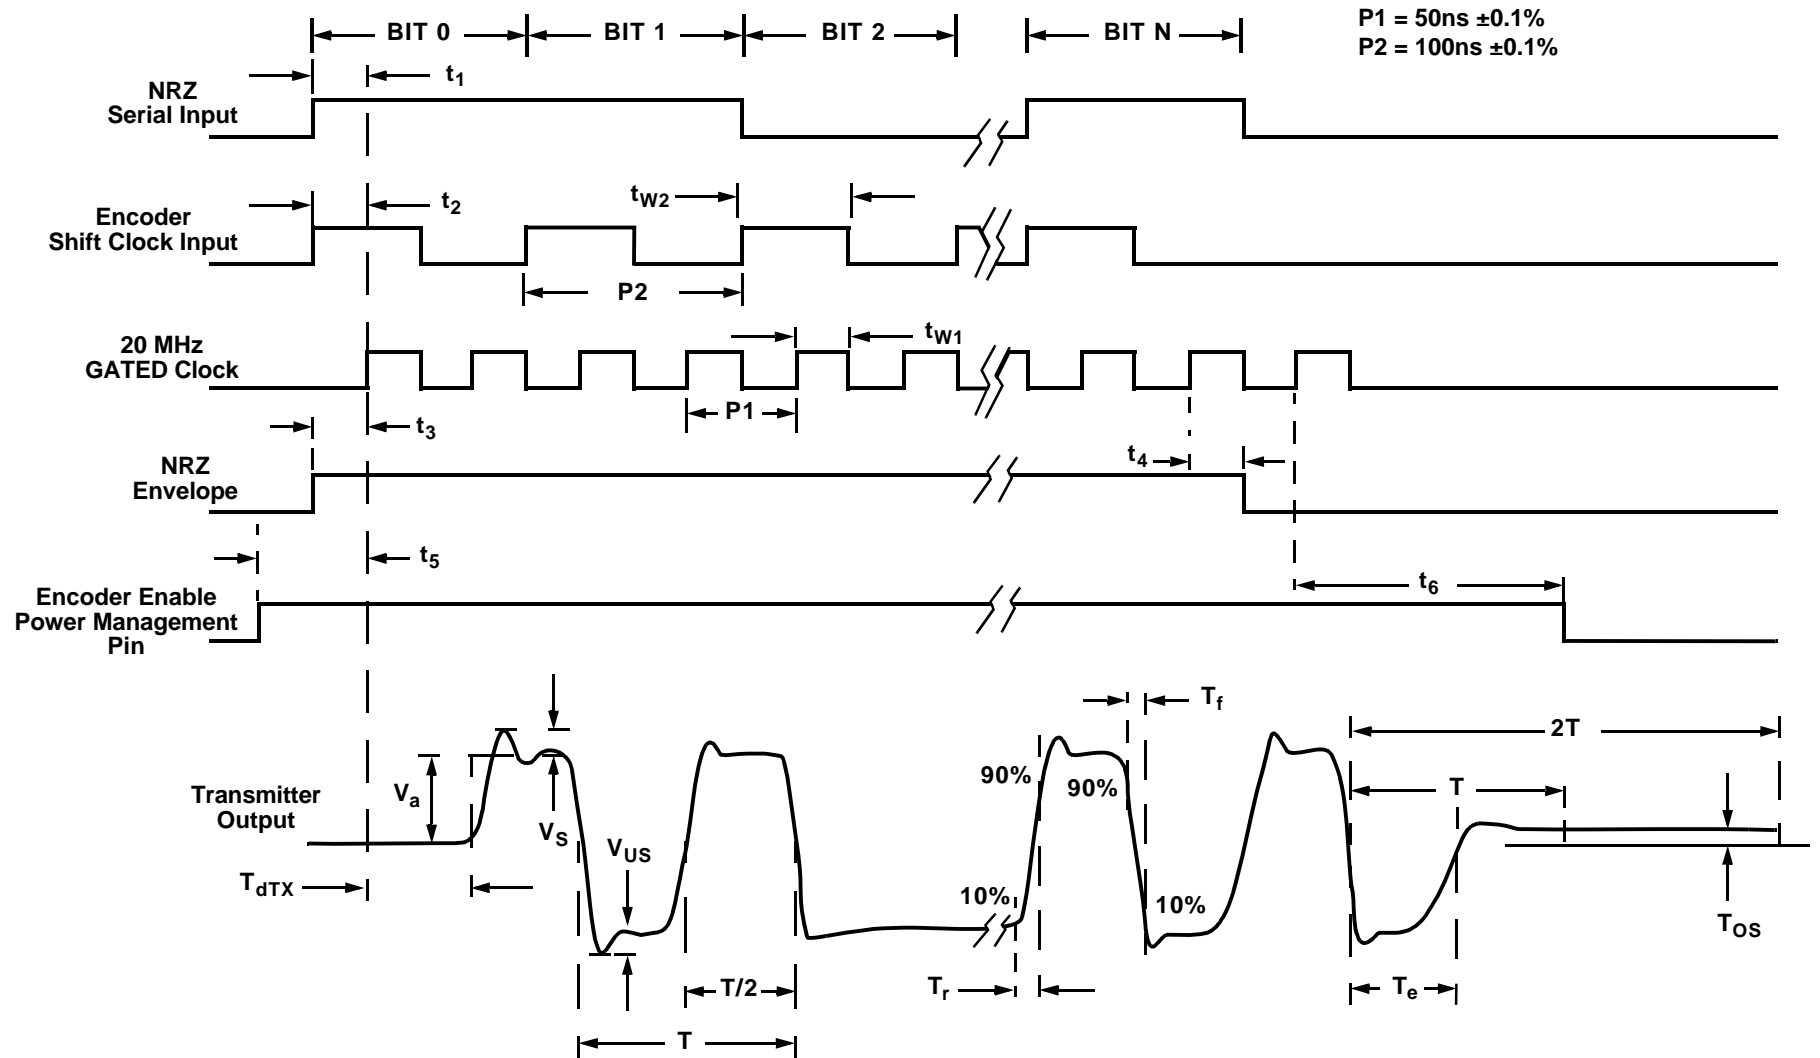 BIT 0 BIT 1 BIT 2 BIT N
P1 = 50ns ±0.1%
P2 = 100ns ±0.1%
t1
NRZ
Serial Input
t2
tW2
Encoder
Shift Clock Input
P2
20 MHz
GATED Clock
tW1
P1
t3
t4
NRZ
Envelope
t5
t6
Encoder Enable
Power Management
Pin
Tf
2T
Transmitter
Output
Va
VS
VUS
90%
90%
T
TdTX
10%
10%
TOS
T/2
Tr
Te
T